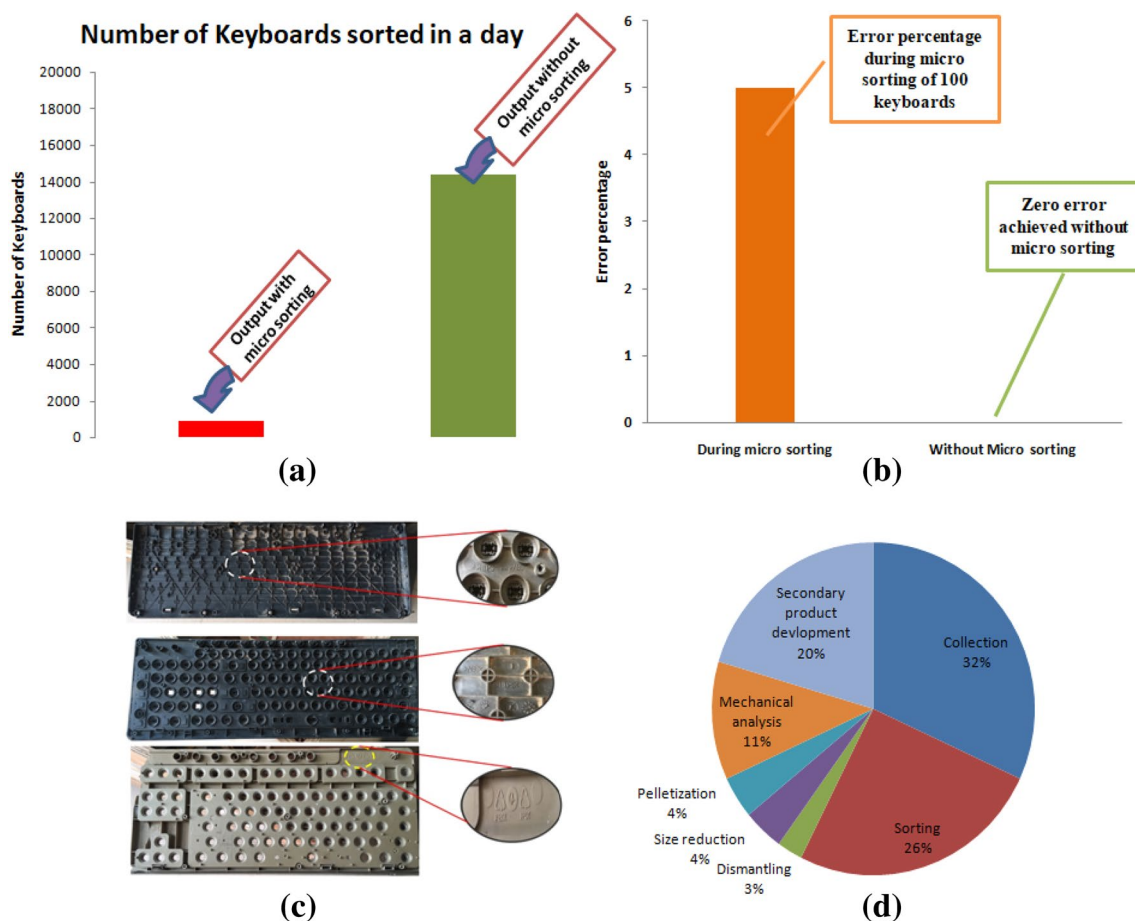 Number of Keyboards sorted in a day
Number of Keyboards
20000
18000
16000
14000
12000
10000
8000
6000
4000
2000
0
Output with
micro sorting
Output without
micro sorting
(a)
Error percentage
6
5
4
3
2
1
0
Error percentage
during micro
sorting of 100
keyboards
Zero error
achieved without
micro sorting
During micro sorting
Without Micro sorting
(b)
(c)
Secondary
product
devlopment
20%
Collection
32%
Mechanical
analysis
11%
Pelletization
4%
Size reduction
4%
Dismantling
3%
Sorting
26%
(d)